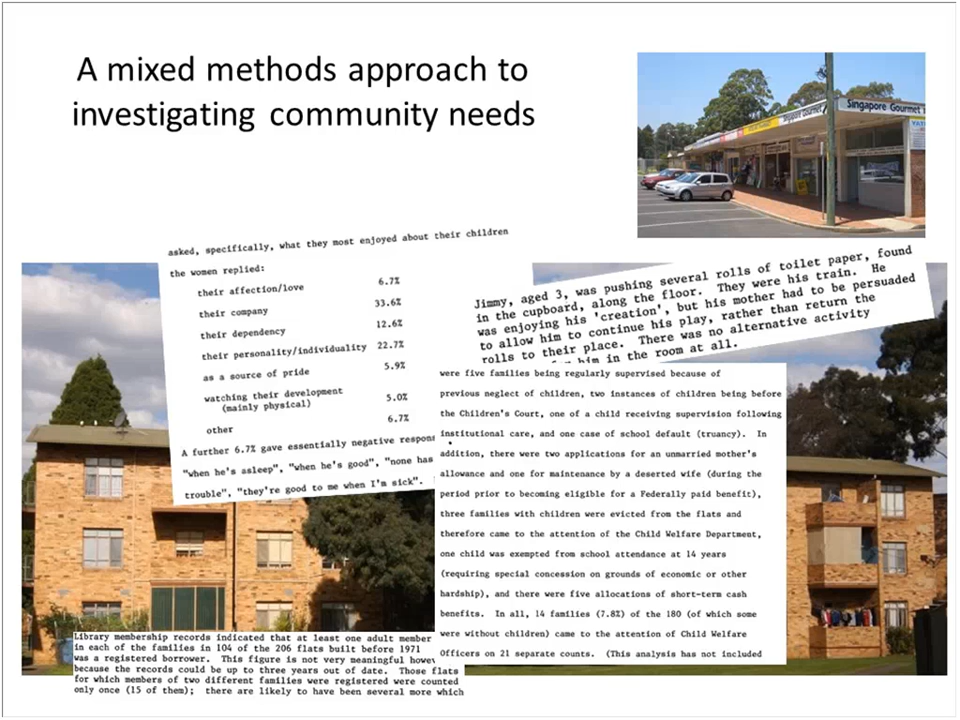 A mixed methods approach to
investigating community needs
Singapore Gourmet
Singapore Gourmet
YATE
asked, specifically, what they most enjoyed about their children
the women replied:
their affection/love 6.7%
their company 33.6%
their dependency 12.6%
their personality/individuality 22.7%
as a source of pride 5.9%
watching their development
(mainly physical) 5.0%
other 6.7%
A further 6.7% gave essentially negative respon
"when he's asleep", "when he's good", "none has
trouble", "they're good to me when I'm sick".
Jimmy, aged 3, was pushing several rolls of toilet paper, found
in the cupboard, along the floor. They were his train. He
was enjoying his 'creation', but his mother had to be persuaded
to allow him to continue his play, rather than return the
rolls to their place. There was no alternative activity
him in the room at all.
were five families being regularly supervised because of
previous neglect of children, two instances of children being before
the Children's Court, one of a child receiving supervision following
institutional care, and one case of school default (truancy). In
addition, there were two applications for an unmarried mother's
allowance and one for maintenance by a deserted wife (during the
period prior to becoming eligible for a Federally paid benefit),
three families with children were evicted from the flats and
therefore came to the attention of the Child Welfare Department,
one child was exempted from school attendance at 14 years
(requiring special concession on grounds of economic or other
hardship), and there were five allocations of short-term cash
benefits. In all, 14 families (7.8%) of the 180 (of which some
were without children) came to the attention of Child Welfare
Officers on 21 separate counts. (This analysis has not included
Library membership records indicated that at least one adult member
in each of the families in 104 of the 206 flats built before 1971
was a registered borrower. This figure is not very meaningful howev
because the records could be up to three years out of date. Those flats
for which members of two different families were registered were counted
only once (15 of them); there are likely to have been several more which